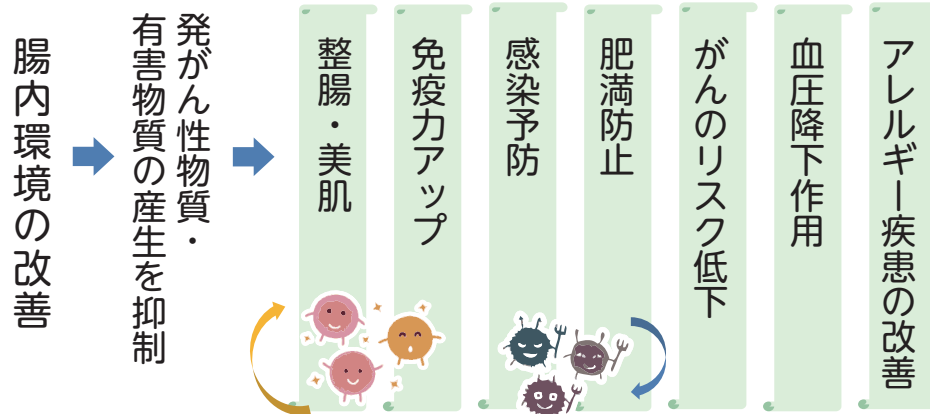 腸内環境の改善
発がん性物質・
有害物質の産生を抑制
整腸・美肌
免疫力アップ
感染予防
肥満防止
がんのリスク低下
血圧降下作用
アレルギー疾患の改善